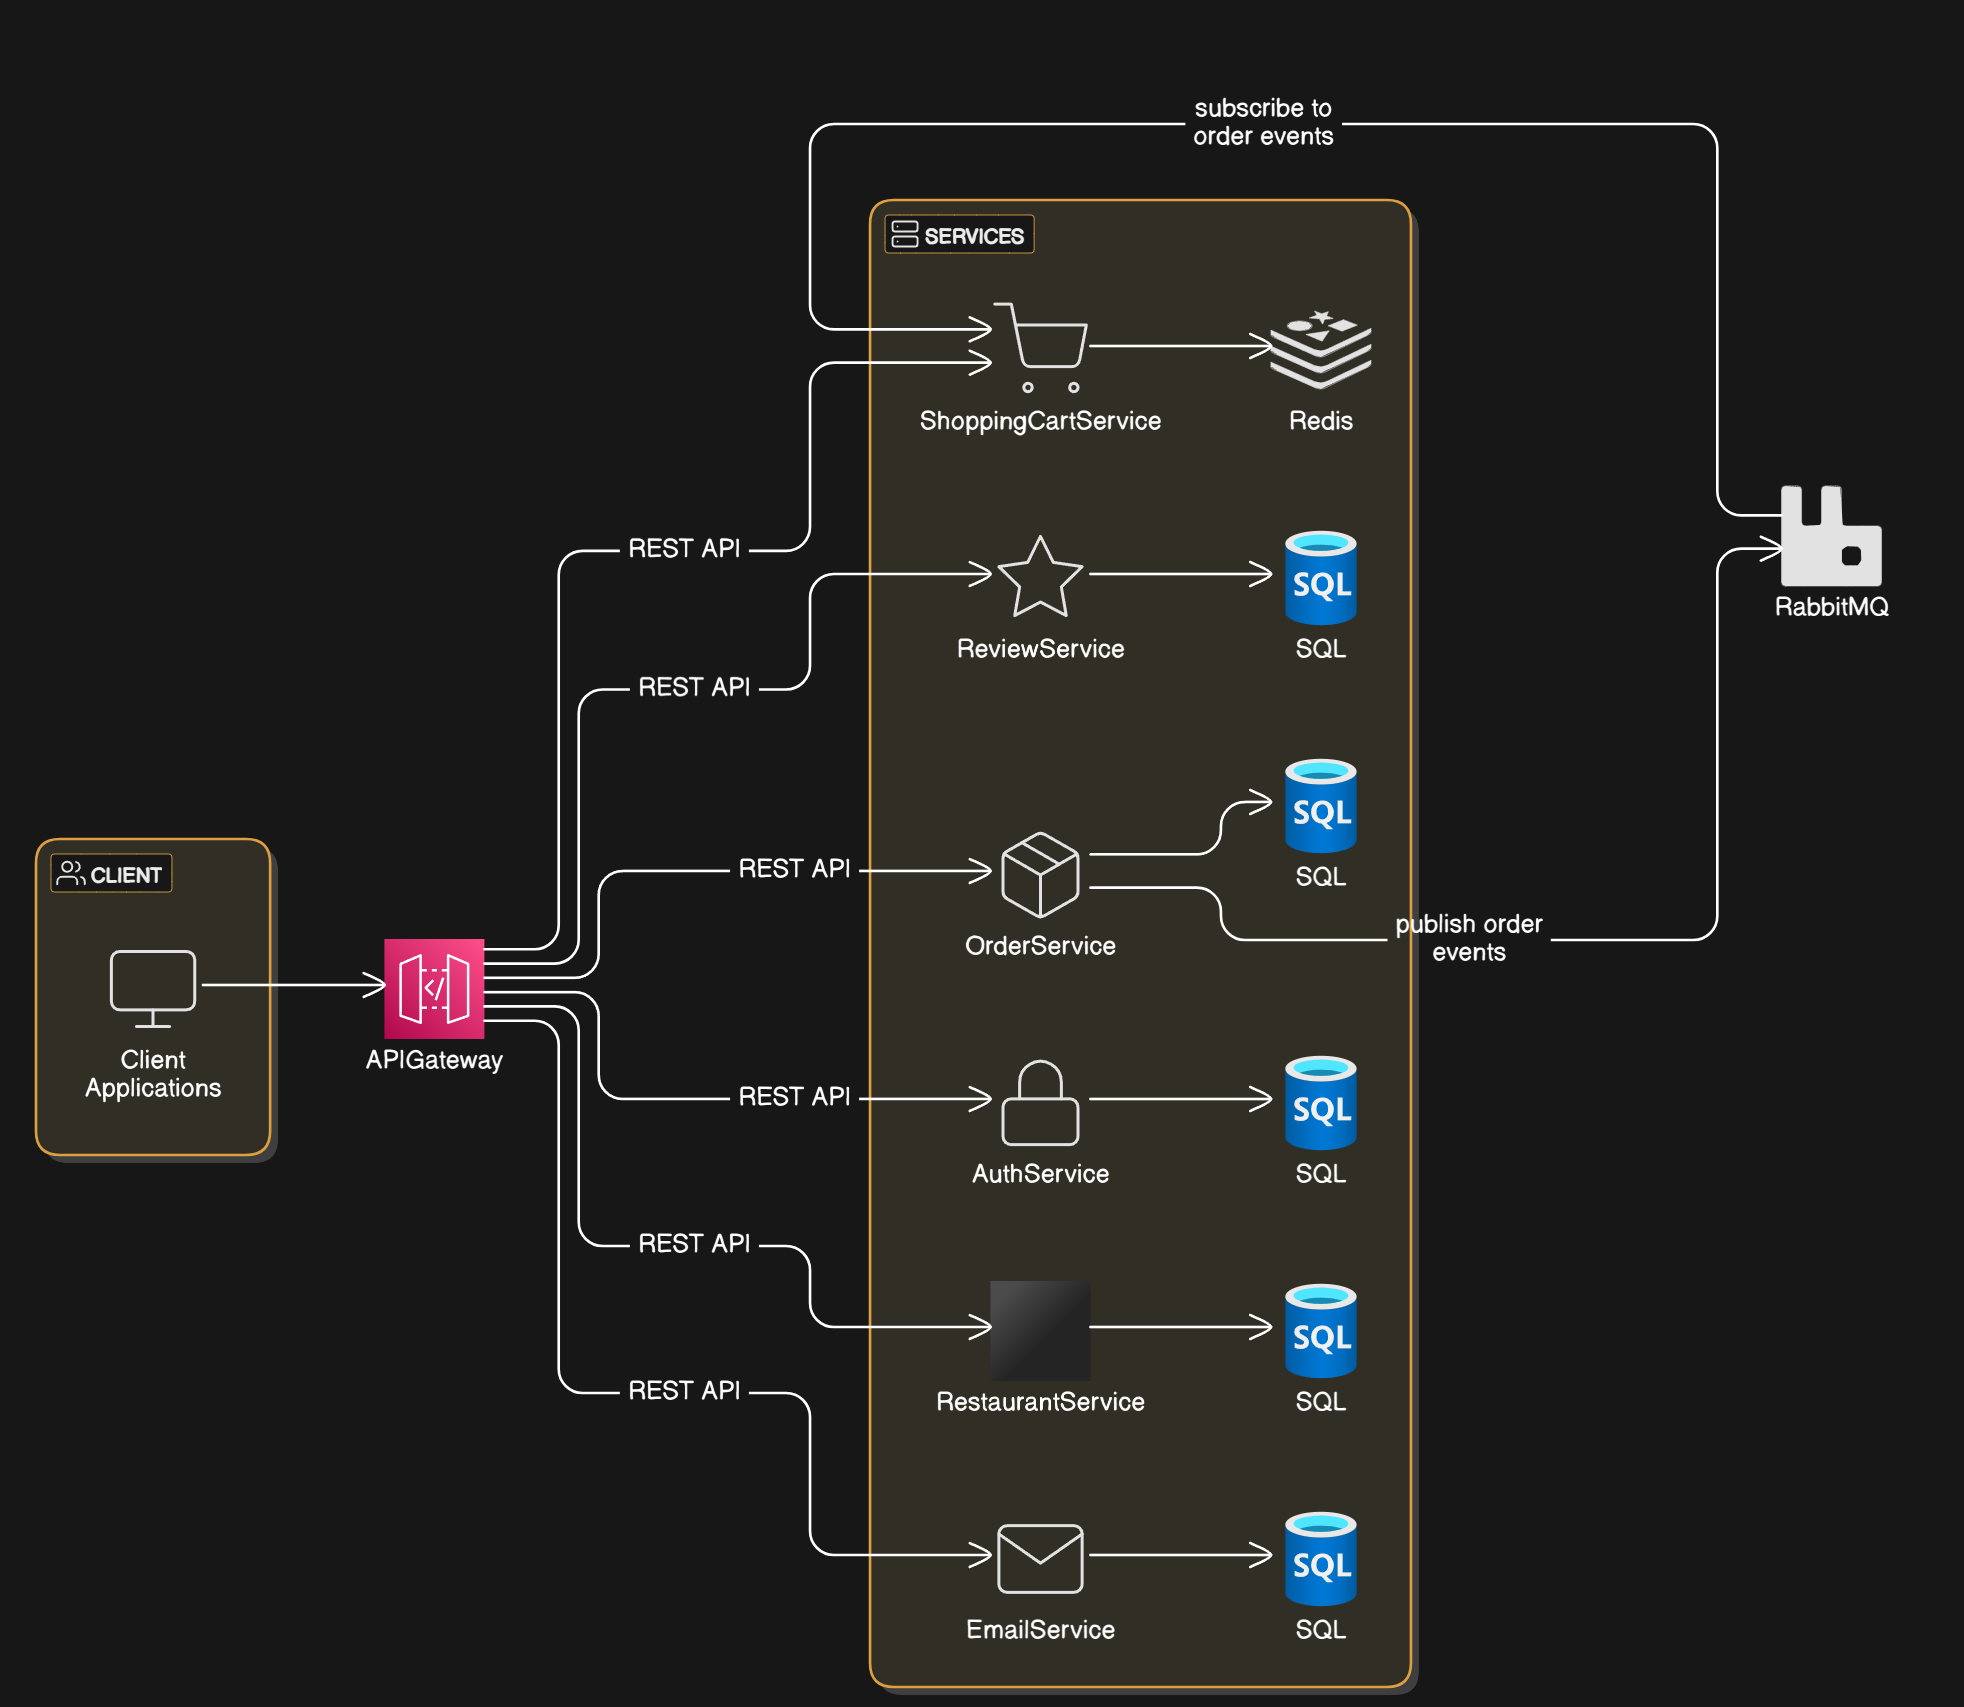 subscribe to
order events
SERVICES
ShoppingCartService
Redis
REST API
RabbitMQ
SQL
ReviewService
SQL
REST API
SQL
REST API
SQL
CLIENT
publish order
events
OrderService
Client
Applications
APIGateway
REST API
SQL
AuthService
SQL
REST API
SQL
RestaurantService
SQL
REST API
SQL
EmailService
SQL